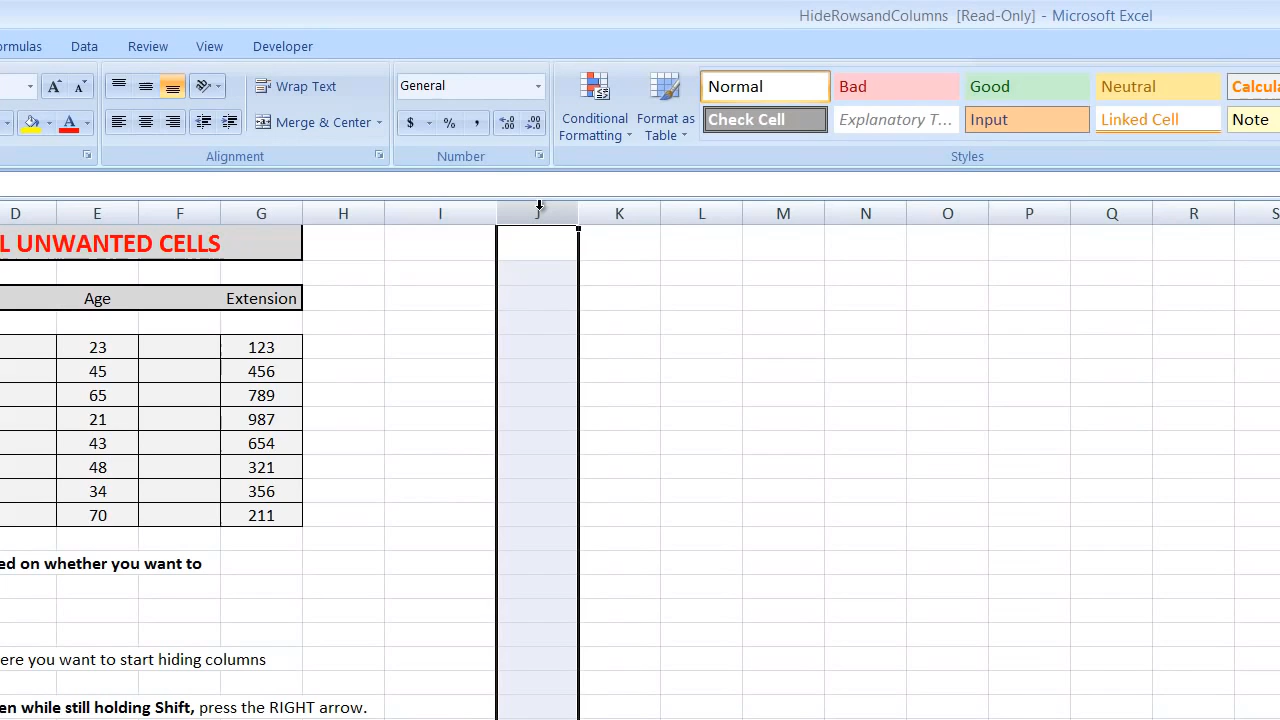 HideRowsandColumns [Read-Only] - Microsoft Excel
ormulas Data Review View Developer
A A Wrap Text General Normal Bad Good Neutral Calcula
A Merge & Center $ % , Conditional Formatting Format as Table Check Cell Explanatory T... Input Linked Cell Note
Alignment Number Styles
D E F G H I J K L M N O P Q R S
L UNWANTED CELLS
Age Extension
23 123
45 456
65 789
21 987
43 654
48 321
34 356
70 211
ed on whether you want to
ere you want to start hiding columns
en while still holding Shift, press the RIGHT arrow.